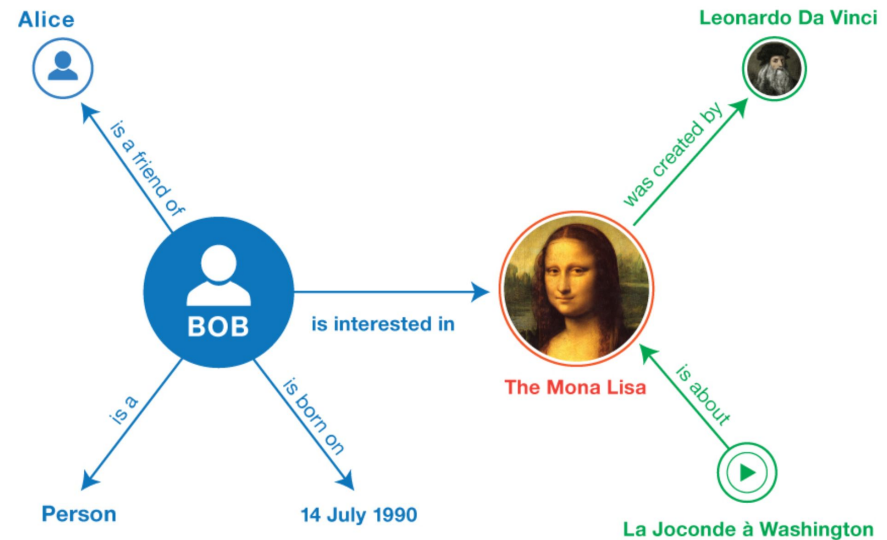 Alice
Leonardo Da Vinci
is a friend of
was created by
BOB
is interested in
The Mona Lisa
is a
is born on
is about
Person
14 July 1990
La Joconde à Washington